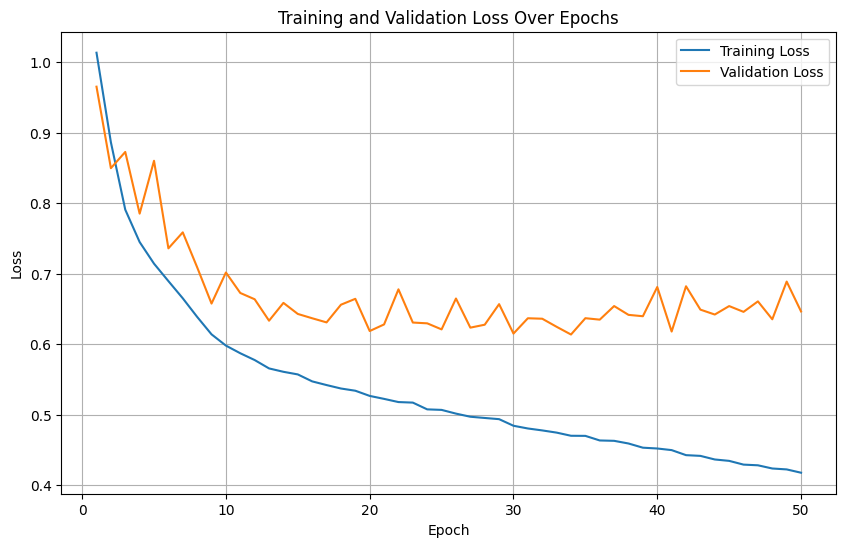 Training and Validation Loss Over Epochs
Training Loss
Validation Loss
1.0
0.9
0.8
0.7
0.6
0.5
0.4
Loss
0 10 20 30 40 50
Epoch